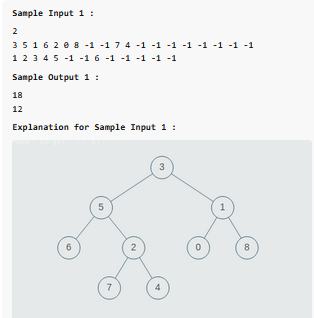 Sample Input 1 :
2
3 5 1 6 2 0 8 -1 -1 7 4 -1 -1 -1 -1 -1 -1 -1 -1
1 2 3 4 5 -1 -1 6 -1 -1 -1 -1 -1
Sample Output 1 :
18
12
Explanation for Sample Input 1 :
3
5 1
6 2 0 8
7 4